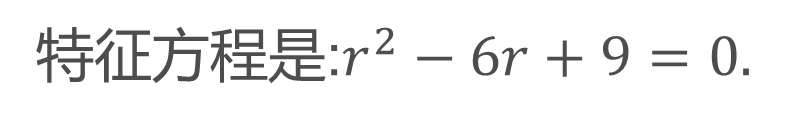 特征方程是:r² − 6r + 9 = 0.